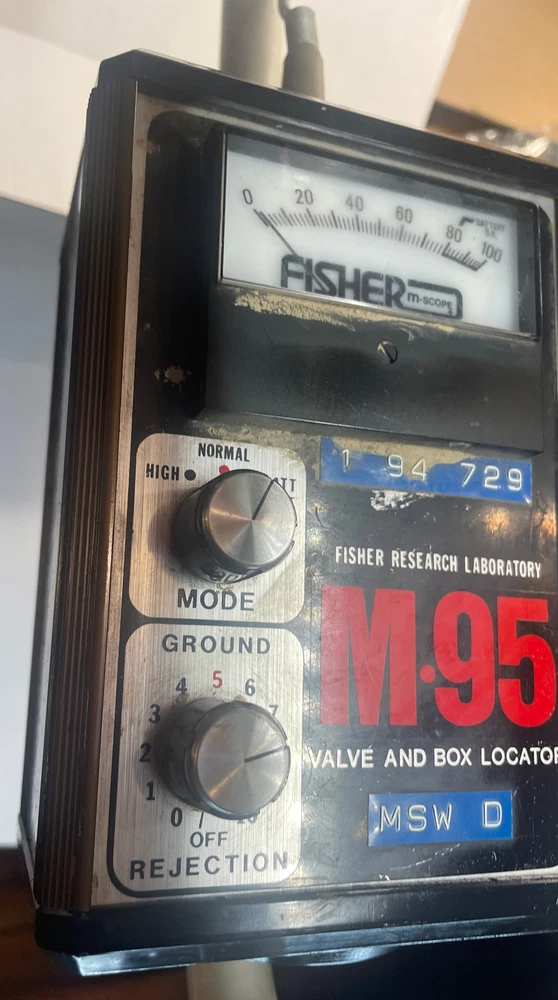 0 20 40 60 80 100
BATTERY
O.K.
FISHER m-scope
1 94 729
NORMAL
HIGH
MODE
FISHER RESEARCH LABORATORY
M·95
VALVE AND BOX LOCATOR
MSW D
GROUND
0 1 2 3 4 5 6 7
OFF
REJECTION